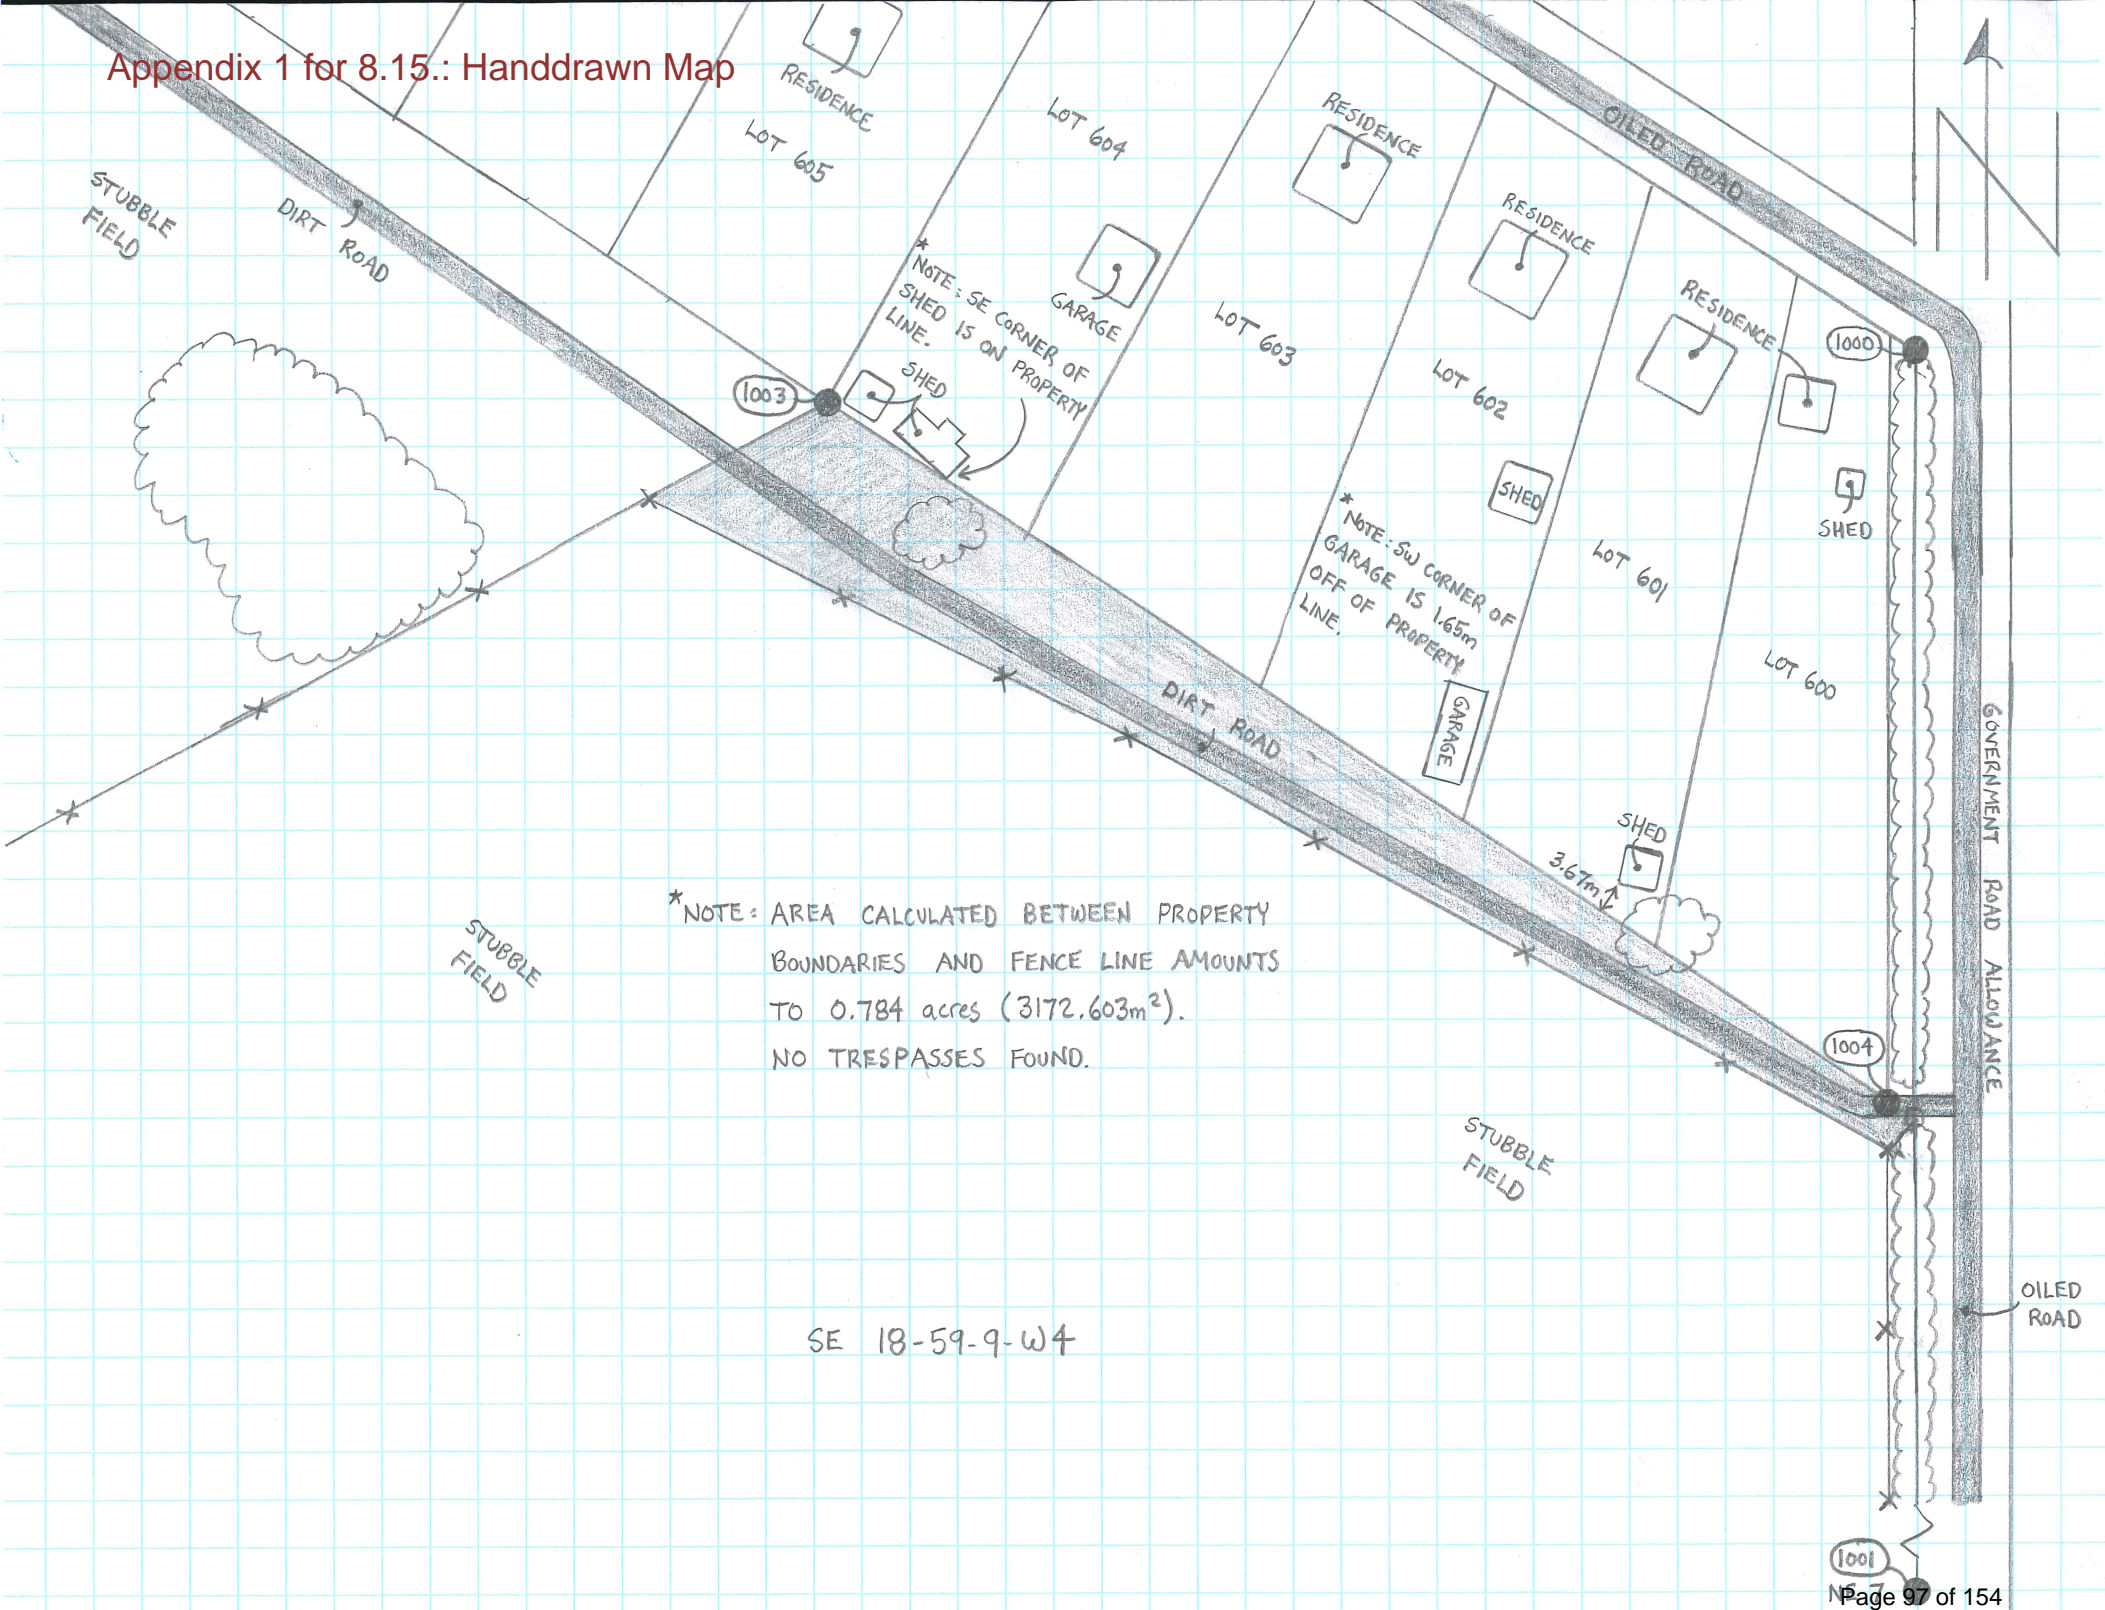 Appendix 1 for 8.15.: Handdrawn Map
RESIDENCE
LOT 605
LOT 604
RESIDENCE
OILED ROAD
STUBBLE
FIELD
DIRT ROAD
*
NOTE: SE CORNER OF
SHED IS ON PROPERTY
LINE.
GARAGE
SHED
1003
LOT 603
RESIDENCE
LOT 602
RESIDENCE
1000
SHED
SHED
*
NOTE: SW CORNER OF
GARAGE IS 1.65m
OFF OF PROPERTY
LINE.
LOT 601
LOT 600
GARAGE
DIRT ROAD
SHED
3.67m
GOVERNMENT ROAD ALLOWANCE
N
*NOTE: AREA CALCULATED BETWEEN PROPERTY
BOUNDARIES AND FENCE LINE AMOUNTS
TO 0.784 acres (3172.603m²).
NO TRESPASSES FOUND.
STUBBLE
FIELD
1004
STUBBLE
FIELD
OILED
ROAD
SE 18-59-9-W4
1001
Page 97 of 154